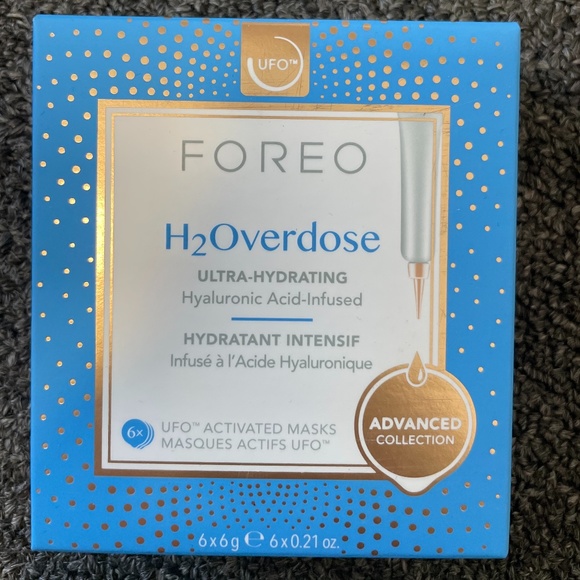 UFO™
FOREO
H2Overdose
ULTRA-HYDRATING
Hyaluronic Acid-Infused
HYDRATANT INTENSIF
Infusé à l'Acide Hyaluronique
6x
UFO™ ACTIVATED MASKS
MASQUES ACTIFS UFO™
ADVANCED
COLLECTION
6x6g ℮ 6x0.21 oz.